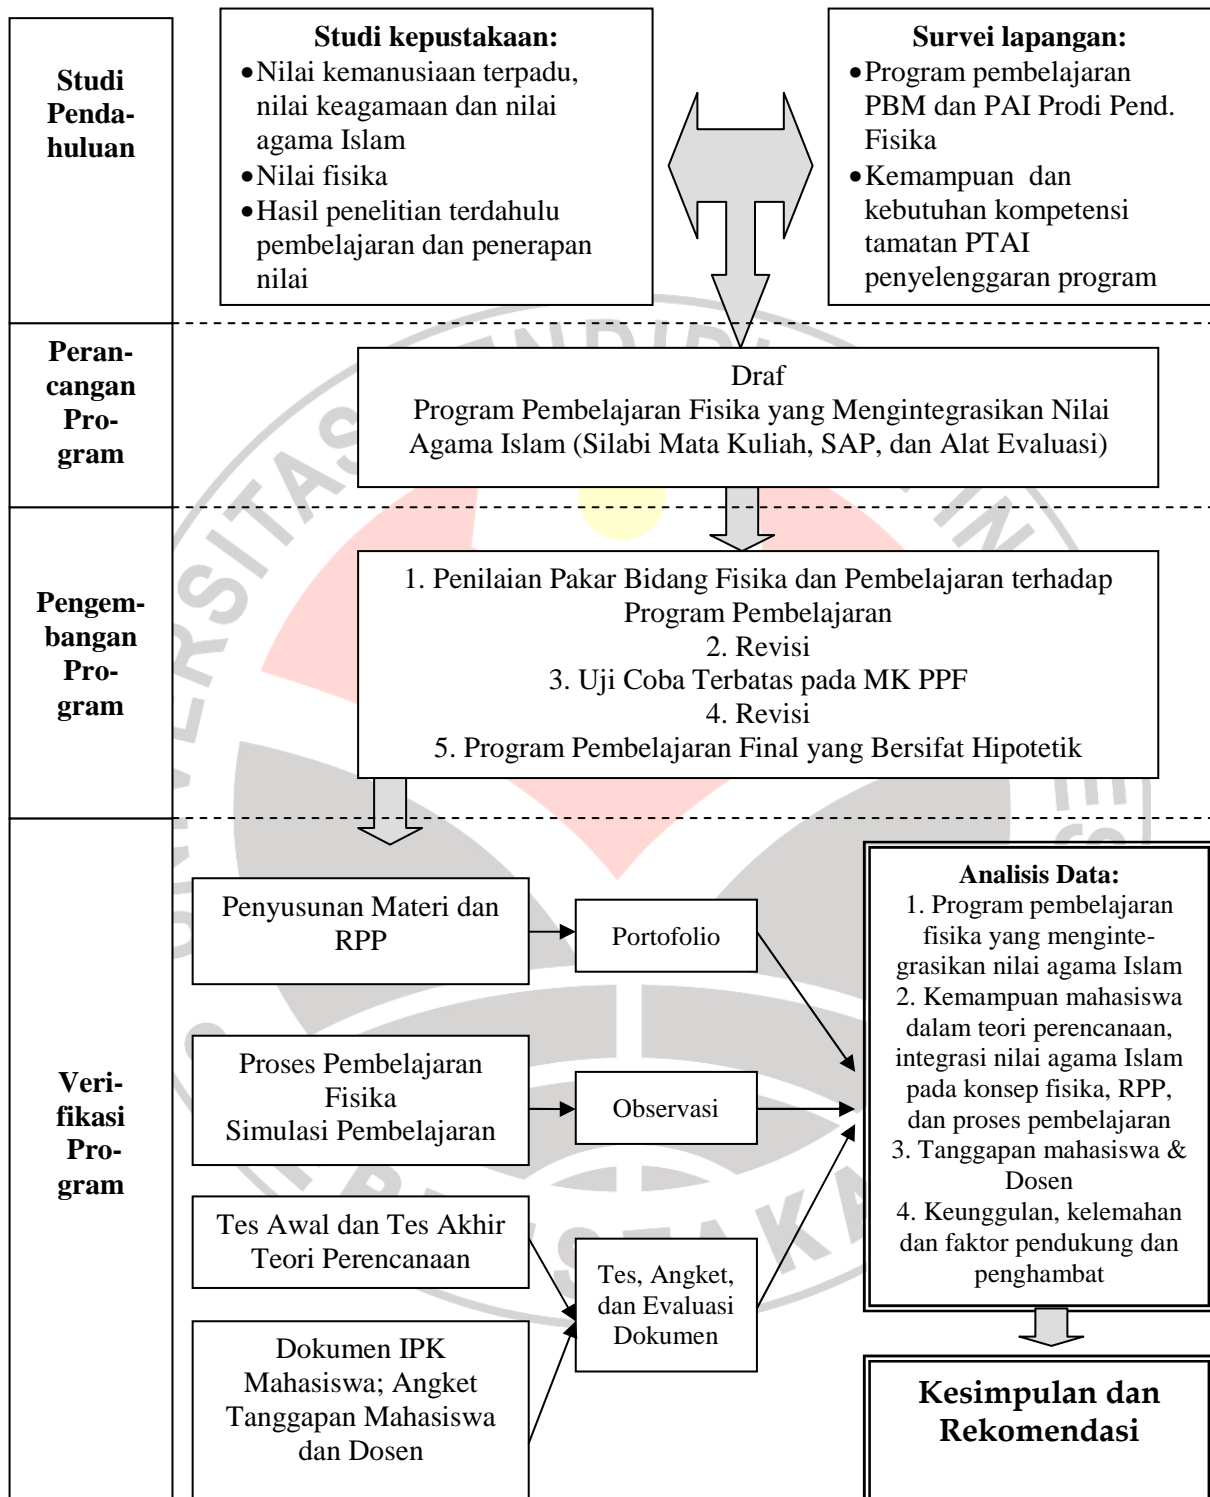 Studi
Penda-
huluan
Studi kepustakaan:
•Nilai kemanusiaan terpadu,
nilai keagamaan dan nilai
agama Islam
•Nilai fisika
•Hasil penelitian terdahulu
pembelajaran dan penerapan
nilai
Survei lapangan:
•Program pembelajaran
PBM dan PAI Prodi Pend.
Fisika
•Kemampuan dan
kebutuhan kompetensi
tamatan PTAI
penyelenggaran program
Peran-
cangan
Pro-
gram
Draf
Program Pembelajaran Fisika yang Mengintegrasikan Nilai
Agama Islam (Silabi Mata Kuliah, SAP, dan Alat Evaluasi)
Pengem-
bangan
Pro-
gram
1. Penilaian Pakar Bidang Fisika dan Pembelajaran terhadap
Program Pembelajaran
2. Revisi
3. Uji Coba Terbatas pada MK PPF
4. Revisi
5. Program Pembelajaran Final yang Bersifat Hipotetik
Veri-
fikasi
Pro-
gram
Penyusunan Materi dan
RPP
Portofolio
Proses Pembelajaran
Fisika
Simulasi Pembelajaran
Observasi
Tes Awal dan Tes Akhir
Teori Perencanaan
Tes, Angket,
dan Evaluasi
Dokumen
Dokumen IPK
Mahasiswa; Angket
Tanggapan Mahasiswa
dan Dosen
Analisis Data:
1. Program pembelajaran
fisika yang menginte-
grasikan nilai agama Islam
2. Kemampuan mahasiswa
dalam teori perencanaan,
integrasi nilai agama Islam
pada konsep fisika, RPP,
dan proses pembelajaran
3. Tanggapan mahasiswa &
Dosen
4. Keunggulan, kelemahan
dan faktor pendukung dan
penghambat
Kesimpulan dan
Rekomendasi